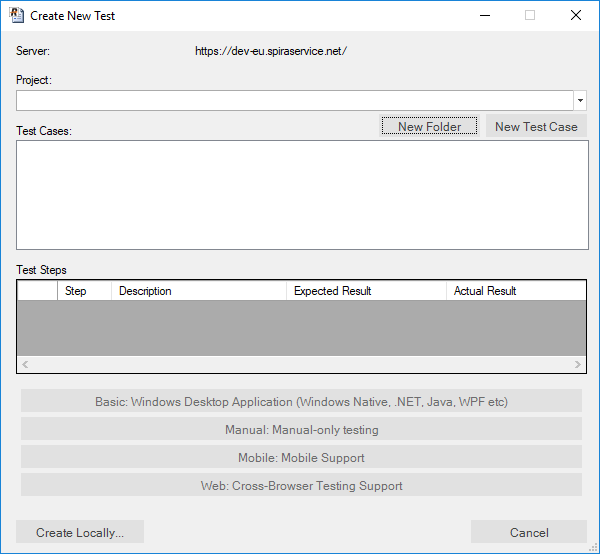 Create New Test
Server: https://dev-eu.spiraservice.net/
Project:
New Folder New Test Case
Test Cases:
Test Steps
Step Description Expected Result Actual Result
Basic: Windows Desktop Application (Windows Native, .NET, Java, WPF etc)
Manual: Manual-only testing
Mobile: Mobile Support
Web: Cross-Browser Testing Support
Create Locally... Cancel